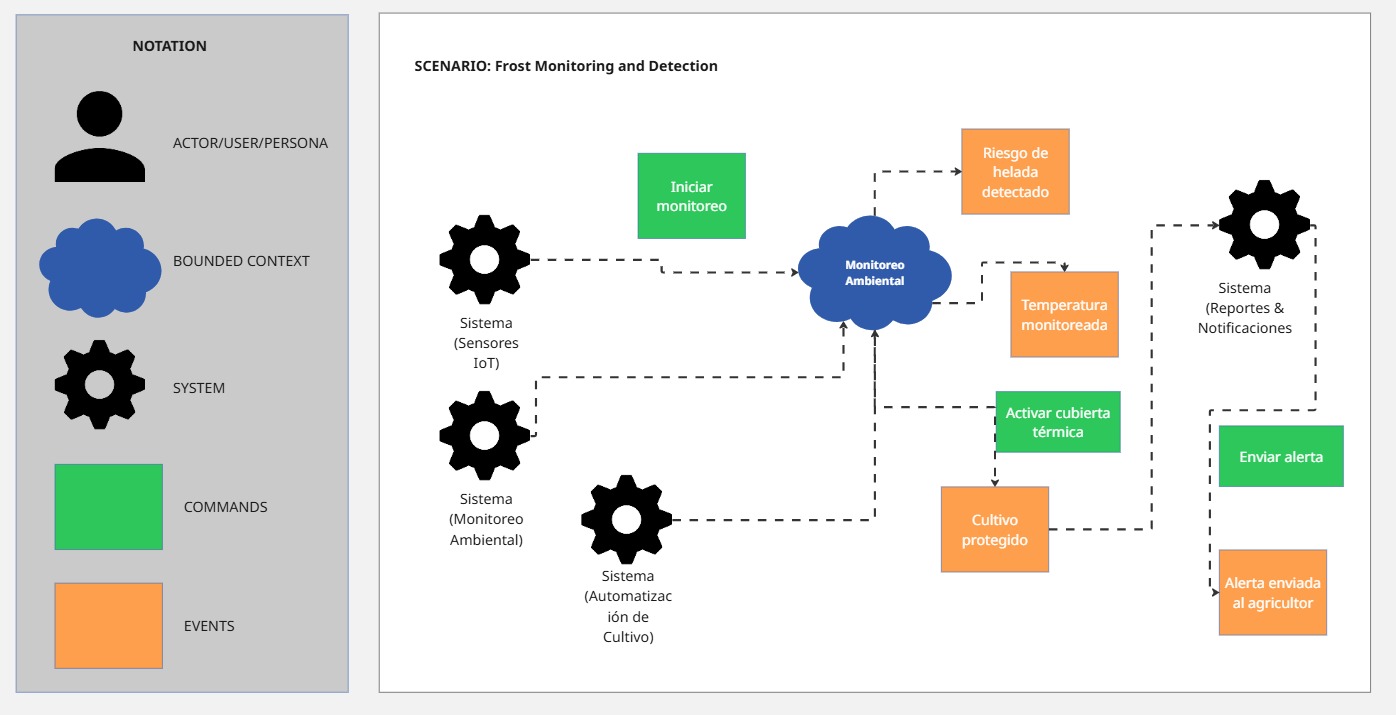 NOTATION
ACTOR/USER/PERSONA
BOUNDED CONTEXT
SYSTEM
COMMANDS
EVENTS
SCENARIO: Frost Monitoring and Detection
Iniciar
monitoreo
Riesgo de
helada
detectado
Monitoreo
Ambiental
Temperatura
monitoreada
Sistema
(Sensores
IoT)
Sistema
(Reportes &
Notificaciones
Activar cubierta
térmica
Enviar alerta
Sistema
(Monitoreo
Ambiental)
Cultivo
protegido
Sistema
(Automatizac
ión de
Cultivo)
Alerta enviada
al agricultor